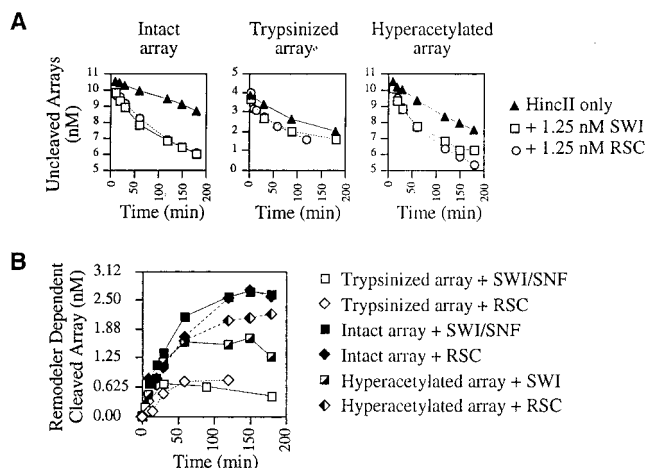 A
Intact
array
Trypsinized
array
Hyperacetylated
array
Uncleaved Arrays
(nM)
11
10
9
8
7
6
5
0
50
100
150
200
Time (min)
5
4
3
2
1
0
0
50
100
150
200
Time (min)
11
10
9
8
7
6
5
0
50
100
150
200
Time (min)
HincII only
+ 1.25 nM SWI
+ 1.25 nM RSC
B
Remodeler Dependent
Cleaved Array (nM)
3.12
2.50
1.88
1.25
0.625
0.00
0
50
100
150
200
Time (min)
Trypsinized array + SWI/SNF
Trypsinized array + RSC
Intact array + SWI/SNF
Intact array + RSC
Hyperacetylated array + SWI
Hyperacetylated array + RSC